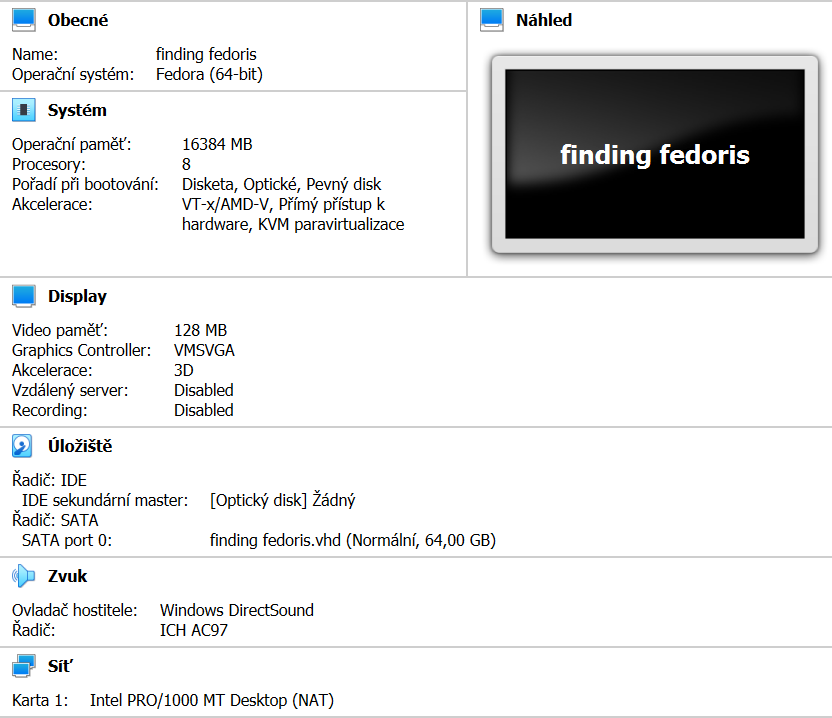 Obecné
Name: finding fedoris
Operační systém: Fedora (64-bit)
Systém
Operační paměť: 16384 MB
Procesory: 8
Pořadí při bootování: Disketa, Optické, Pevný disk
Akcelerace: VT-x/AMD-V, Přímý přístup k
hardware, KVM paravirtualizace
Náhled
finding fedoris
Display
Video paměť: 128 MB
Graphics Controller: VMSVGA
Akcelerace: 3D
Vzdálený server: Disabled
Recording: Disabled
Úložiště
Řadič: IDE
IDE sekundární master: [Optický disk] Žádný
Řadič: SATA
SATA port 0: finding fedoris.vhd (Normální, 64,00 GB)
Zvuk
Ovladač hostitele: Windows DirectSound
Řadič: ICH AC97
Síť
Karta 1: Intel PRO/1000 MT Desktop (NAT)